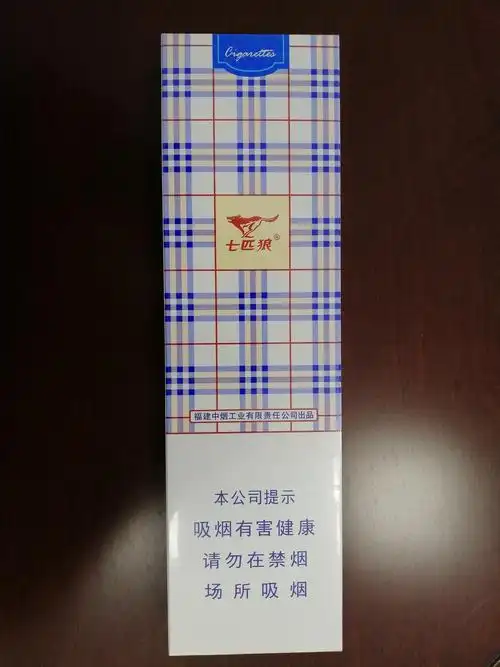 Cigarettes
七匹狼®
福建中烟工业有限责任公司出品
本公司提示
吸烟有害健康
请勿在禁烟
场所吸烟